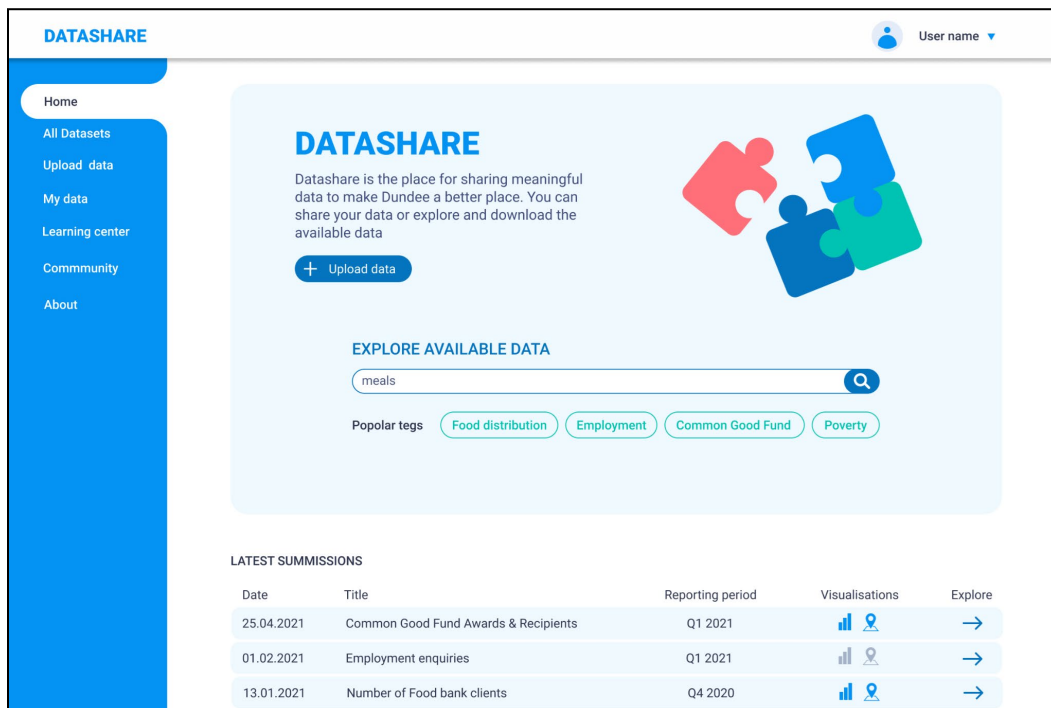 DATASHARE
User name
Home
All Datasets
Upload data
My data
Learning center
Commmunity
About
DATASHARE
Datashare is the place for sharing meaningful
data to make Dundee a better place. You can
share your data or explore and download the
available data
+ Upload data
EXPLORE AVAILABLE DATA
meals
Popolar tegs Food distribution Employment Common Good Fund Poverty
LATEST SUMMISSIONS
Date Title Reporting period Visualisations Explore
25.04.2021 Common Good Fund Awards & Recipients Q1 2021
01.02.2021 Employment enquiries Q1 2021
13.01.2021 Number of Food bank clients Q4 2020